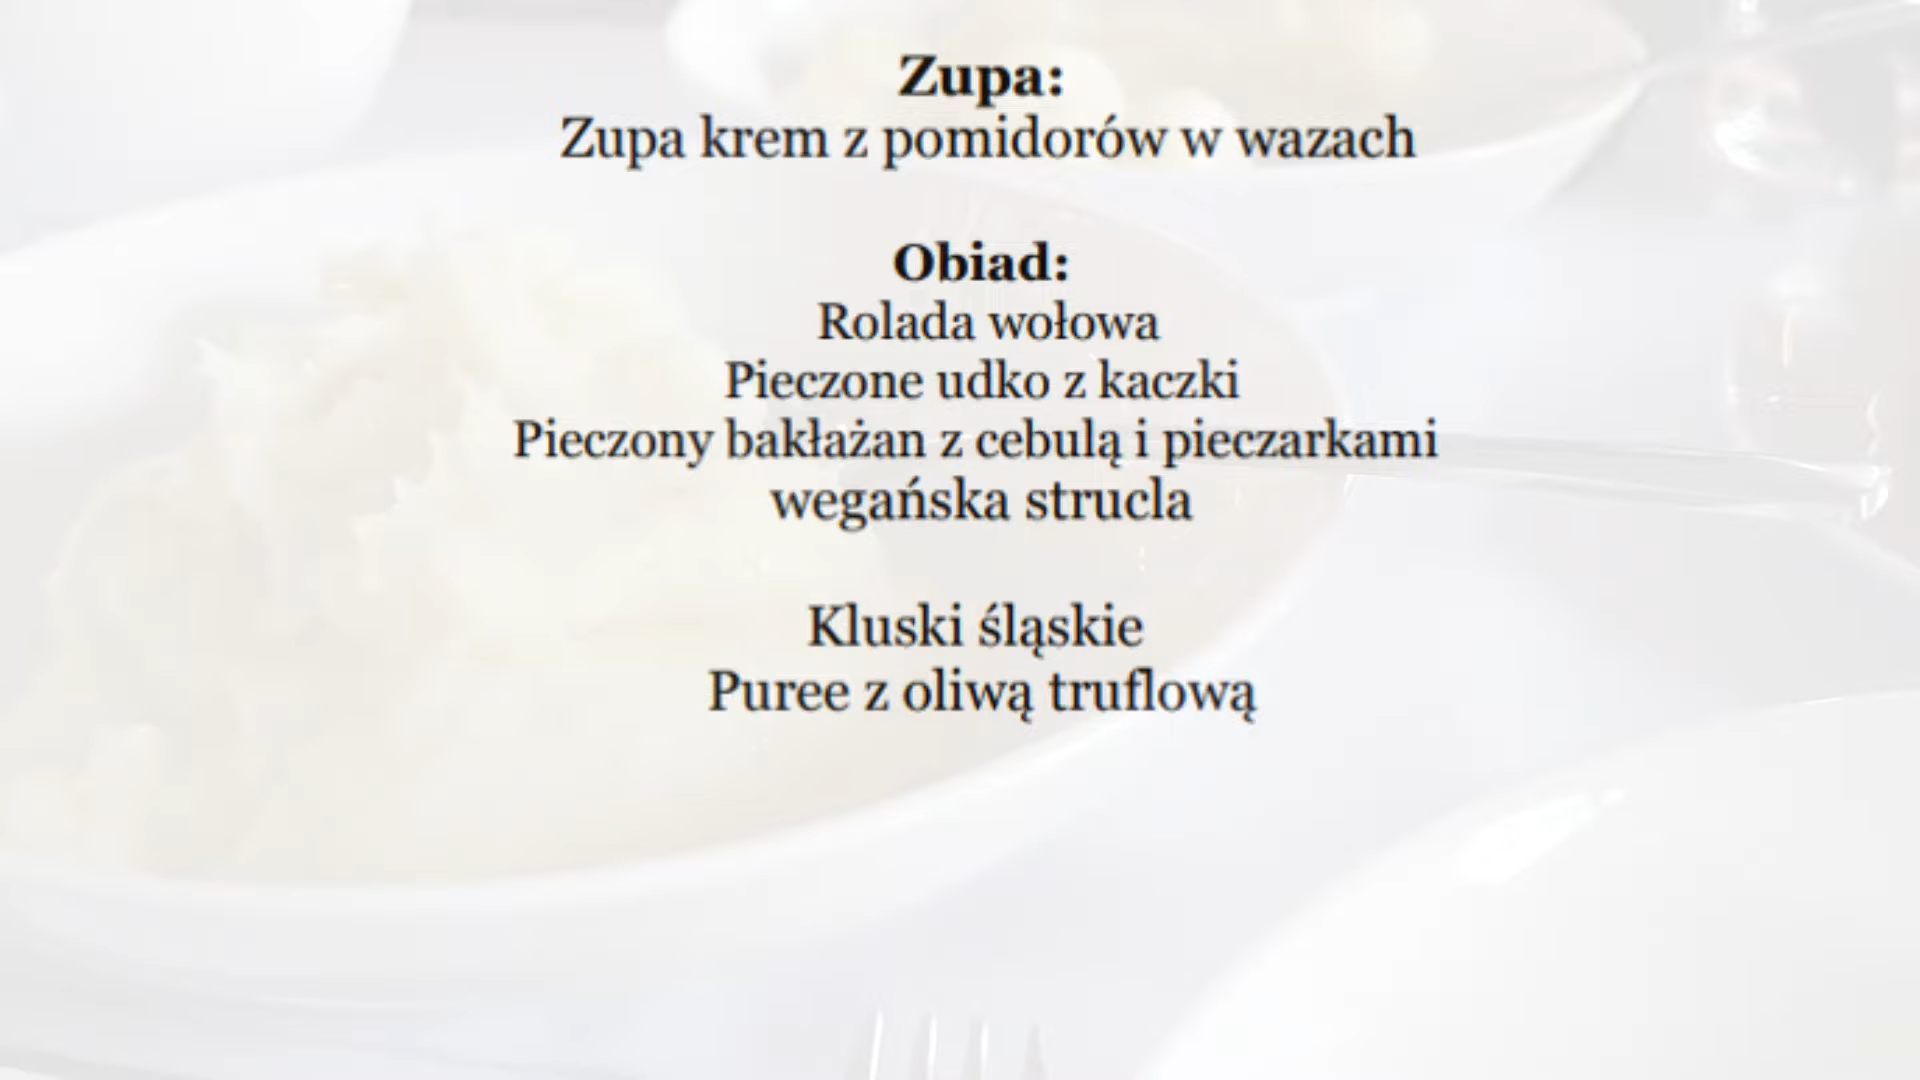 Zupa:
Zupa krem z pomidorów w wazach
Obiad:
Rolada wołowa
Pieczone udko z kaczki
Pieczony bakłażan z cebulą i pieczarkami
wegańska strucla
Kluski śląskie
Puree z oliwą truflową